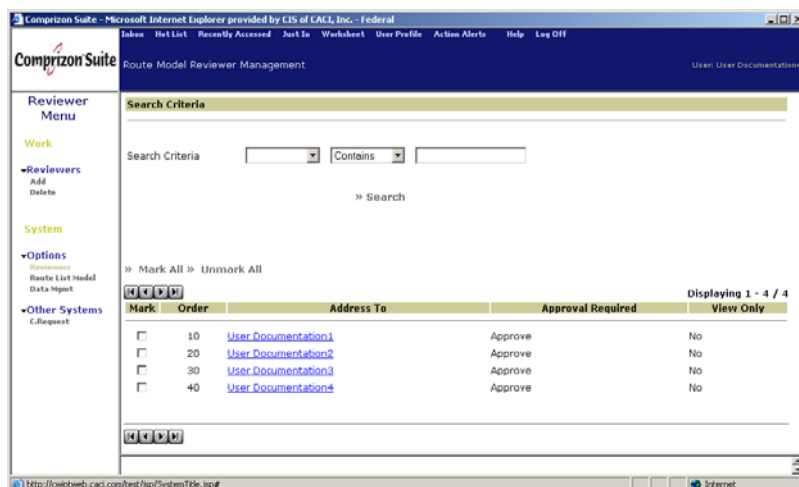 Comprizon Suite - Microsoft Internet Explorer provided by CIS of CACI, Inc. - Federal
Inbox Hot List Recently Accessed Just In Worksheet User Profile Action Alerts Help Log Off
Comprizon Suite
Route Model Reviewer Management
User: User Documentation
Reviewer Menu
Work
Reviewers
Add
Delete
System
Options
Reviewers
Route List Model
Data Mgmt
Other Systems
C.Request
Search Criteria
Search Criteria Contains
» Search
» Mark All » Unmark All
Displaying 1 - 4 / 4
Mark Order Address To Approval Required View Only
10 User Documentation1 Approve No
20 User Documentation2 Approve No
30 User Documentation3 Approve No
40 User Documentation4 Approve No
http://cwintweb.caci.com/test/jsp/SystemTitle.jsp#
Internet